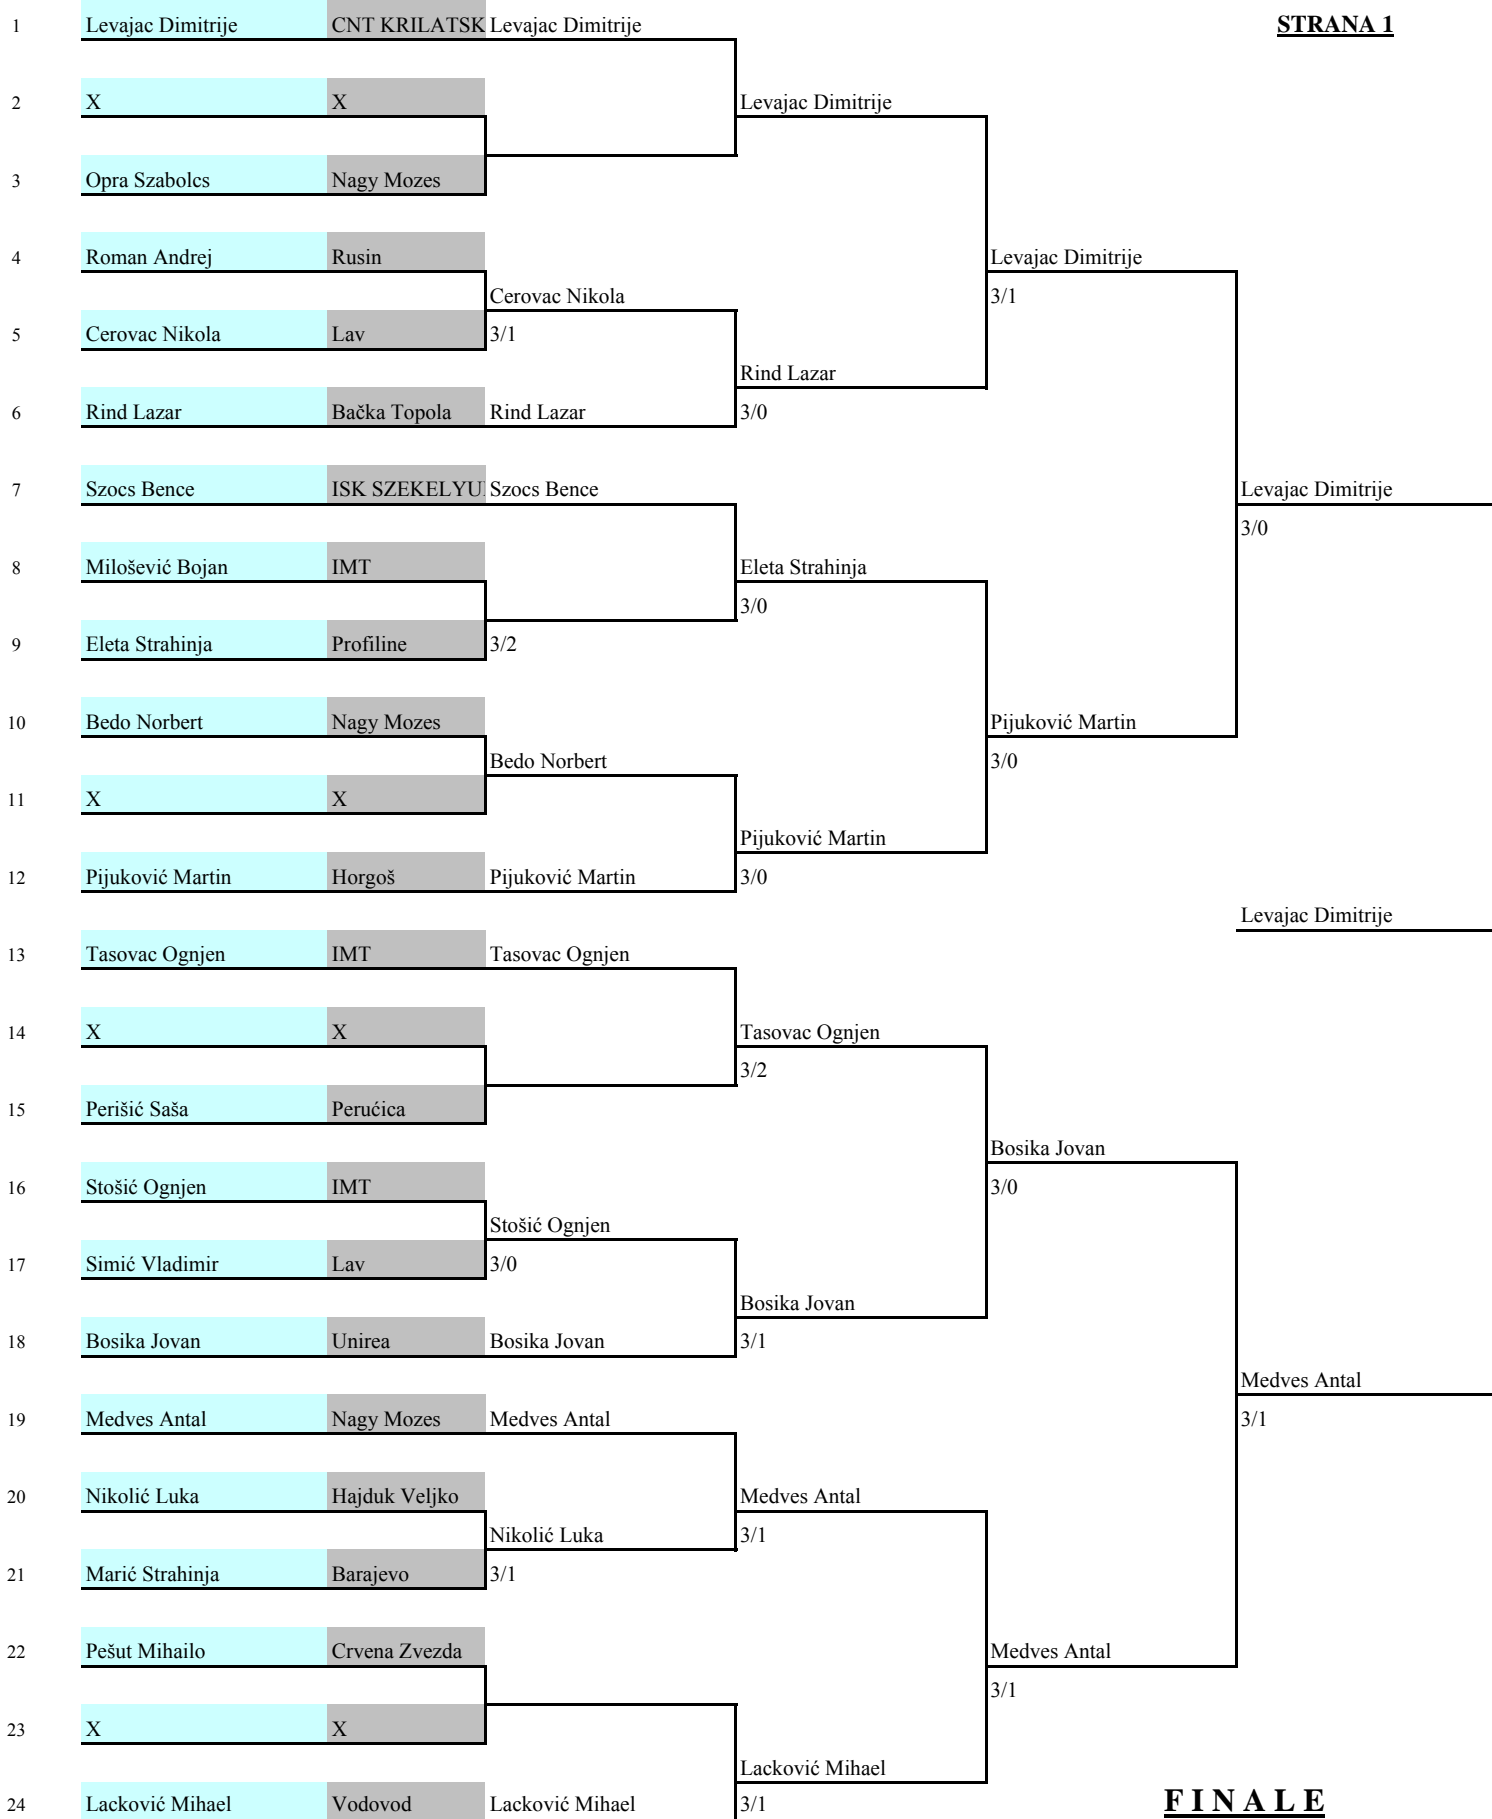 1 Levajac Dimitrije CNT KRILATSK Levajac Dimitrije STRANA 1
2 X X Levajac Dimitrije
3 Opra Szabolcs Nagy Mozes
4 Roman Andrej Rusin Levajac Dimitrije
Cerovac Nikola 3/1
5 Cerovac Nikola Lav 3/1
Rind Lazar
6 Rind Lazar Bačka Topola Rind Lazar 3/0
7 Szocs Bence ISK SZEKELYU Szocs Bence Levajac Dimitrije
3/0
8 Milošević Bojan IMT Eleta Strahinja
3/0
9 Eleta Strahinja Profiline 3/2
10 Bedo Norbert Nagy Mozes Pijuković Martin
Bedo Norbert 3/0
11 X X
Pijuković Martin
12 Pijuković Martin Horgoš Pijuković Martin 3/0
Levajac Dimitrije
13 Tasovac Ognjen IMT Tasovac Ognjen
14 X X Tasovac Ognjen
3/2
15 Perišić Saša Perućica
Bosika Jovan
16 Stošić Ognjen IMT 3/0
Stošić Ognjen
17 Simić Vladimir Lav 3/0
Bosika Jovan
18 Bosika Jovan Unirea Bosika Jovan 3/1
Medves Antal
19 Medves Antal Nagy Mozes Medves Antal 3/1
20 Nikolić Luka Hajduk Veljko Medves Antal
Nikolić Luka 3/1
21 Marić Strahinja Barajevo 3/1
22 Pešut Mihailo Crvena Zvezda Medves Antal
3/1
23 X X
Lacković Mihael
24 Lacković Mihael Vodovod Lacković Mihael 3/1 F I N A L E